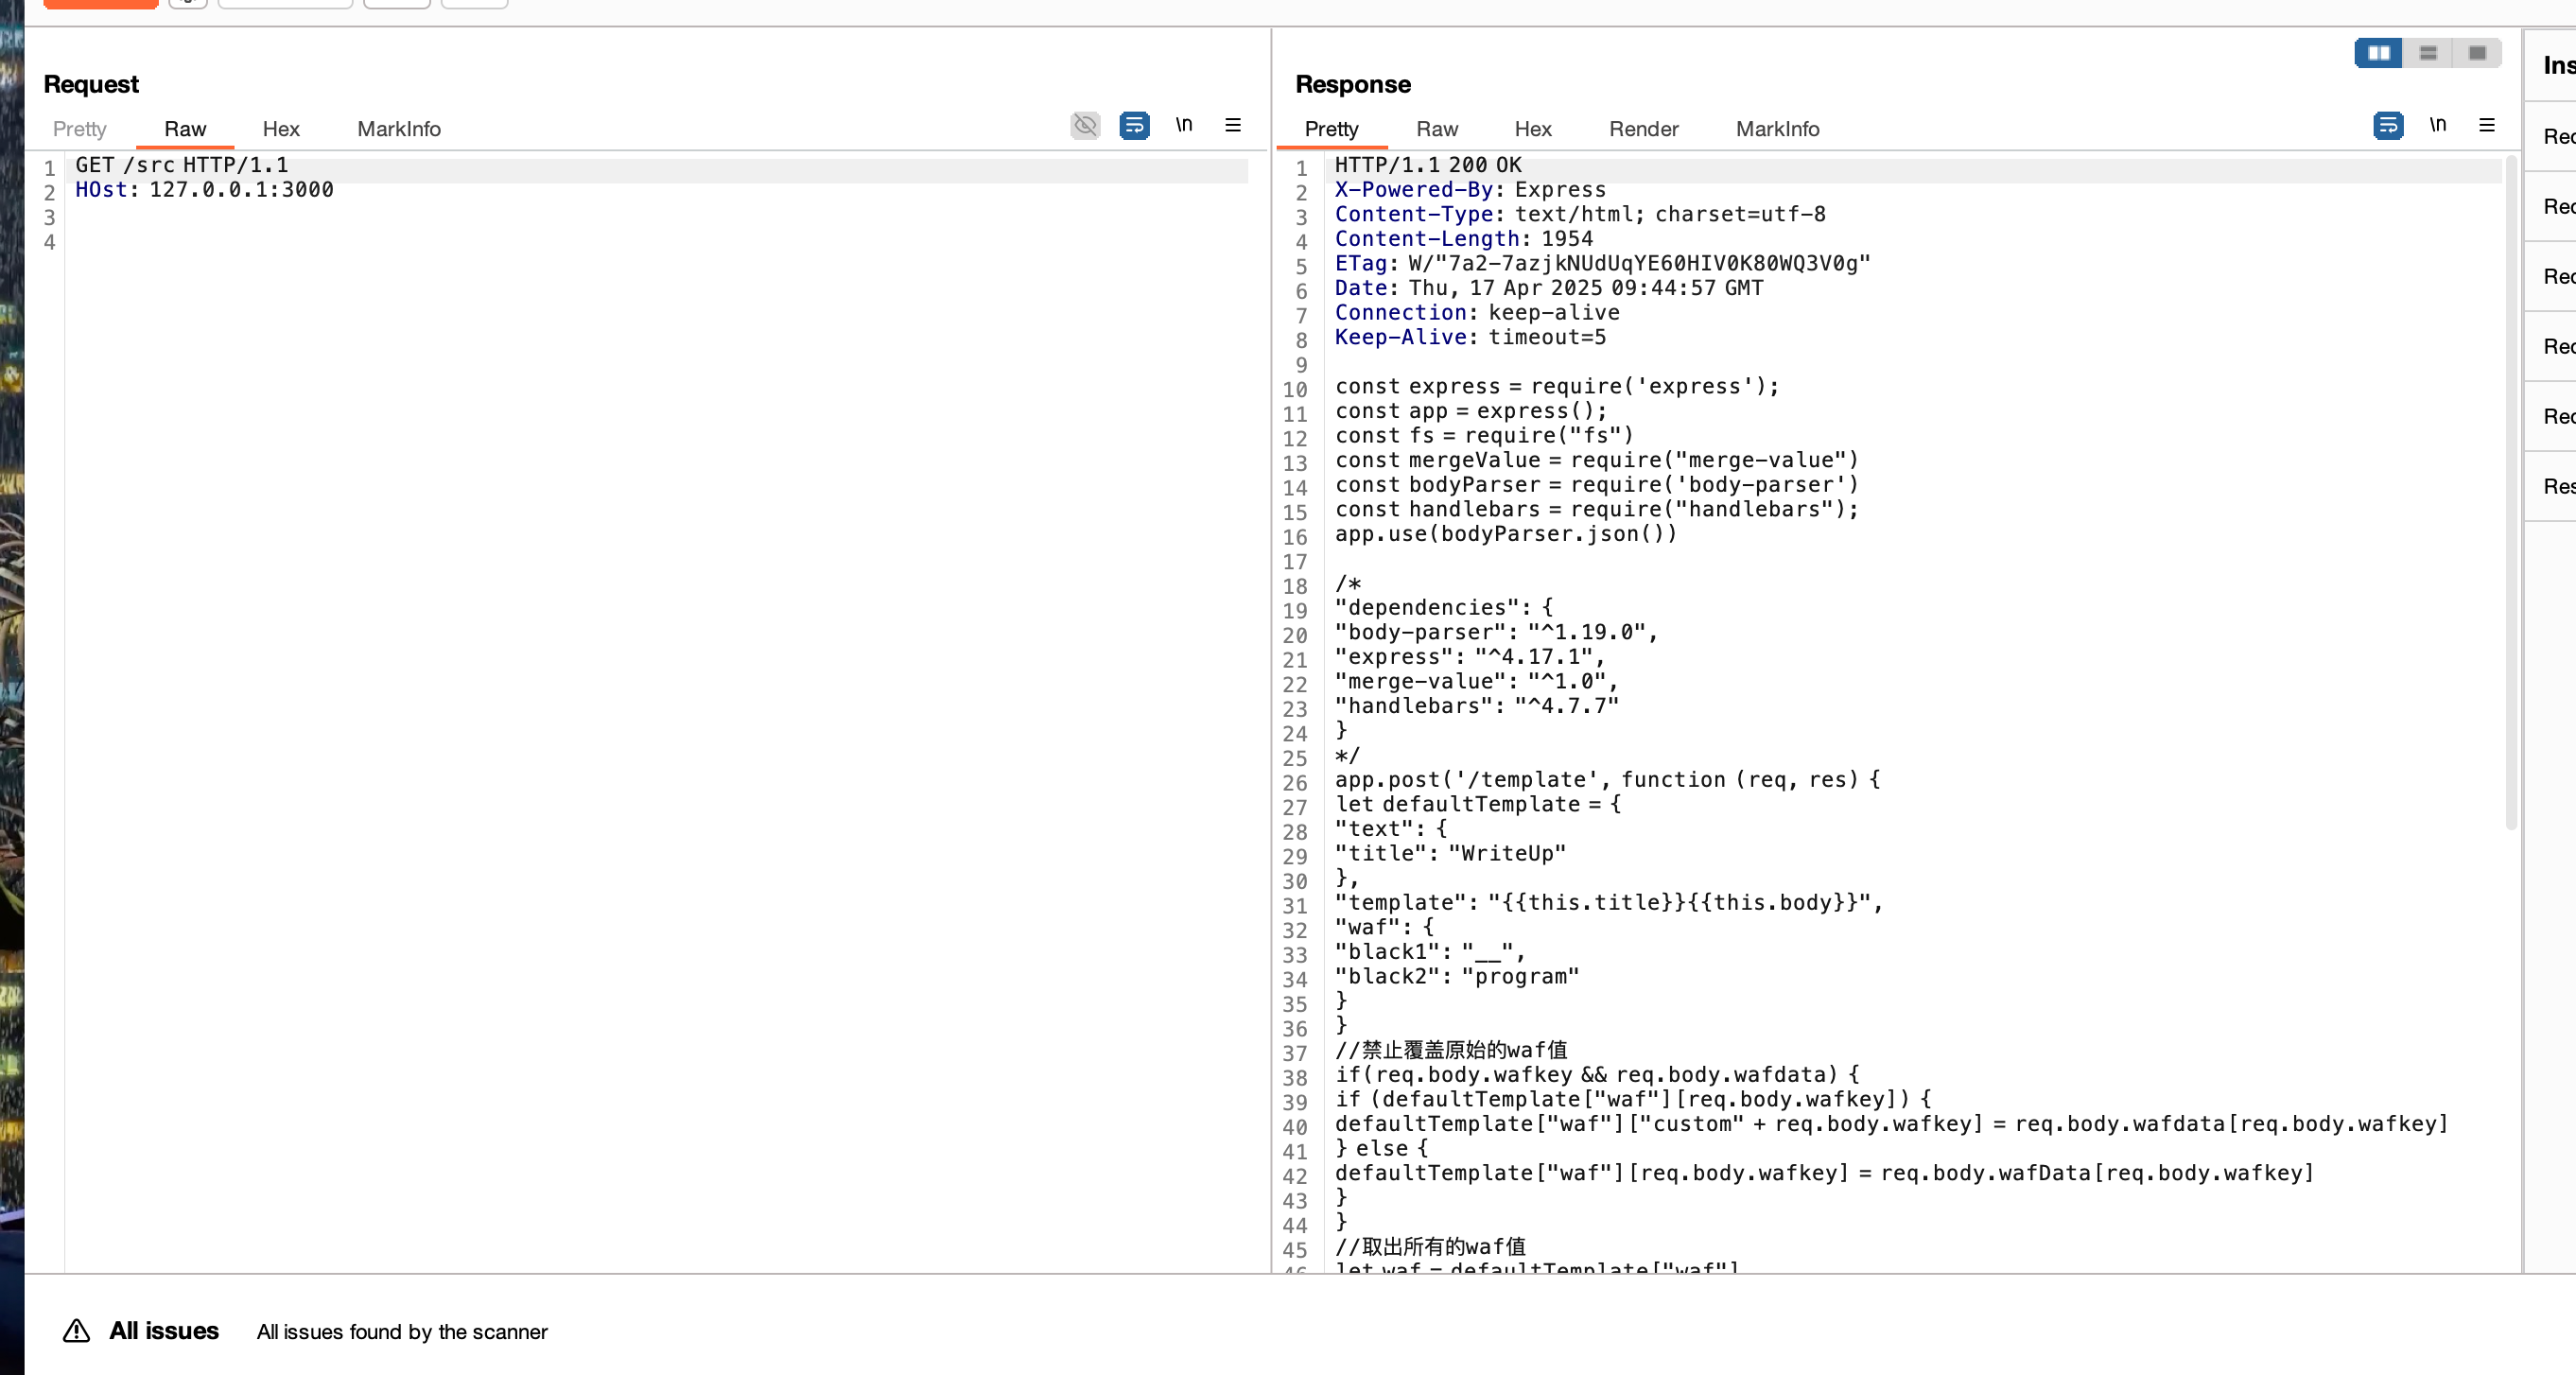 Request
Pretty Raw Hex MarkInfo \n
1 GET /src HTTP/1.1
2 HOst: 127.0.0.1:3000
3
4
Response
Pretty Raw Hex Render MarkInfo \n
1 HTTP/1.1 200 OK
2 X-Powered-By: Express
3 Content-Type: text/html; charset=utf-8
4 Content-Length: 1954
5 ETag: W/"7a2-7azjkNUdUqYE60HIV0K80WQ3V0g"
6 Date: Thu, 17 Apr 2025 09:44:57 GMT
7 Connection: keep-alive
8 Keep-Alive: timeout=5
9
10 const express = require('express');
11 const app = express();
12 const fs = require("fs")
13 const mergeValue = require("merge-value")
14 const bodyParser = require('body-parser')
15 const handlebars = require("handlebars");
16 app.use(bodyParser.json())
17
18 /*
19 "dependencies": {
20 "body-parser": "^1.19.0",
21 "express": "^4.17.1",
22 "merge-value": "^1.0",
23 "handlebars": "^4.7.7"
24 }
25 */
26 app.post('/template', function (req, res) {
27 let defaultTemplate = {
28 "text": {
29 "title": "WriteUp"
30 },
31 "template": "{{this.title}}{{this.body}}",
32 "waf": {
33 "black1": "__",
34 "black2": "program"
35 }
36 }
37 //禁止覆盖原始的waf值
38 if(req.body.wafkey && req.body.wafdata) {
39 if (defaultTemplate["waf"][req.body.wafkey]) {
40 defaultTemplate["waf"]["custom" + req.body.wafkey] = req.body.wafdata[req.body.wafkey]
41 } else {
42 defaultTemplate["waf"][req.body.wafkey] = req.body.wafData[req.body.wafkey]
43 }
44 }
45 //取出所有的waf值
46 let waf = defaultTemplate["waf"]
Ins
Rec
Rec
Rec
Rec
Rec
Res
All issues All issues found by the scanner